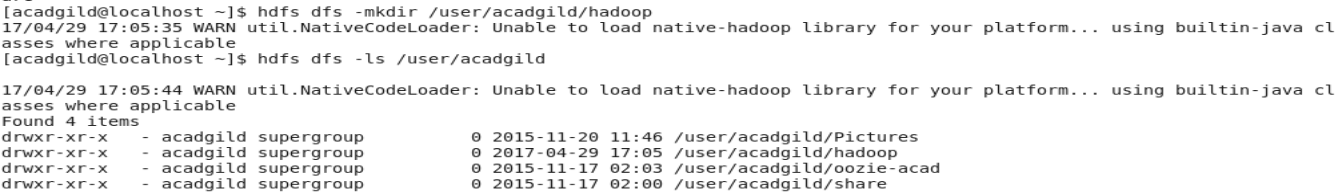 [acadgild@localhost ~]$ hdfs dfs -mkdir /user/acadgild/hadoop
17/04/29 17:05:35 WARN util.NativeCodeLoader: Unable to load native-hadoop library for your platform... using builtin-java cl
asses where applicable
[acadgild@localhost ~]$ hdfs dfs -ls /user/acadgild
17/04/29 17:05:44 WARN util.NativeCodeLoader: Unable to load native-hadoop library for your platform... using builtin-java cl
asses where applicable
Found 4 items
drwxr-xr-x   - acadgild supergroup          0 2015-11-20 11:46 /user/acadgild/Pictures
drwxr-xr-x   - acadgild supergroup          0 2017-04-29 17:05 /user/acadgild/hadoop
drwxr-xr-x   - acadgild supergroup          0 2015-11-17 02:03 /user/acadgild/oozie-acad
drwxr-xr-x   - acadgild supergroup          0 2015-11-17 02:00 /user/acadgild/share